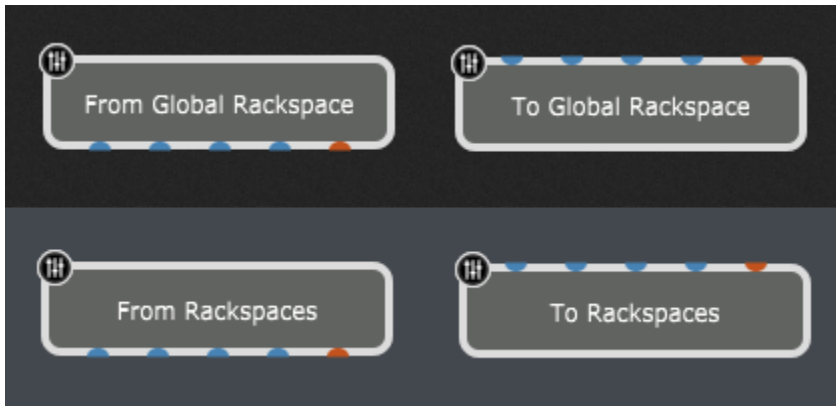 From Global Rackspace
To Global Rackspace
From Rackspaces
To Rackspaces